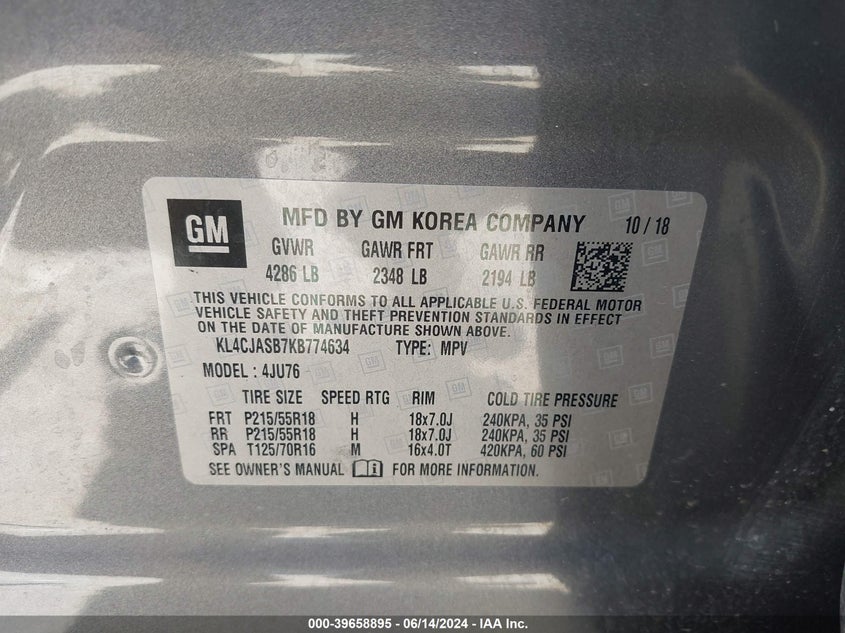 GM MFD BY GM KOREA COMPANY 10 / 18
GVWR GAWR FRT GAWR RR
4286 LB 2348 LB 2194 LB
THIS VEHICLE CONFORMS TO ALL APPLICABLE U.S. FEDERAL MOTOR
VEHICLE SAFETY AND THEFT PREVENTION STANDARDS IN EFFECT
ON THE DATE OF MANUFACTURE SHOWN ABOVE.
KL4CJASB7KB774634 TYPE: MPV
MODEL : 4JU76
TIRE SIZE SPEED RTG RIM COLD TIRE PRESSURE
FRT P215/55R18 H 18x7.0J 240KPA, 35 PSI
RR P215/55R18 H 18x7.0J 240KPA, 35 PSI
SPA T125/70R16 M 16x4.0T 420KPA, 60 PSI
SEE OWNER'S MANUAL FOR MORE INFORMATION.
000-39658895 - 06/14/2024 - IAA Inc.